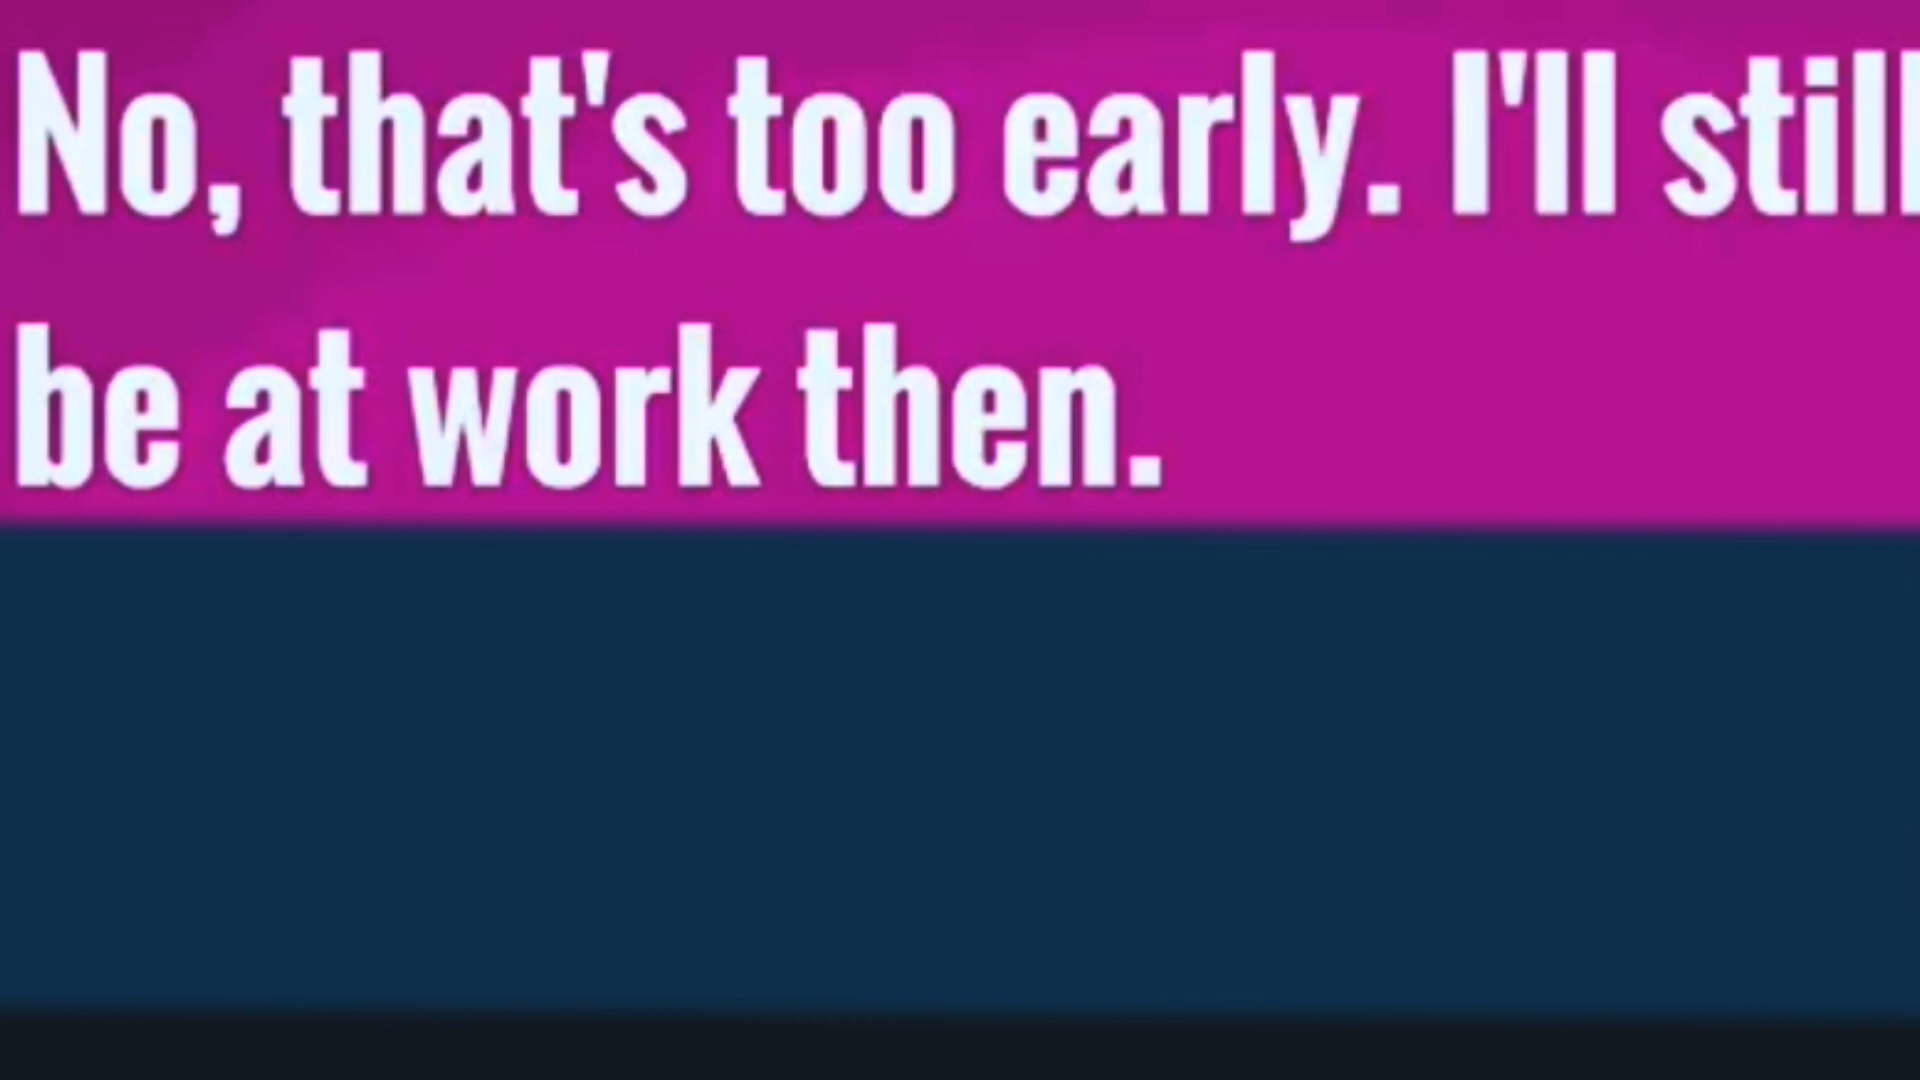 No, that's too early. I'll still
be at work then.